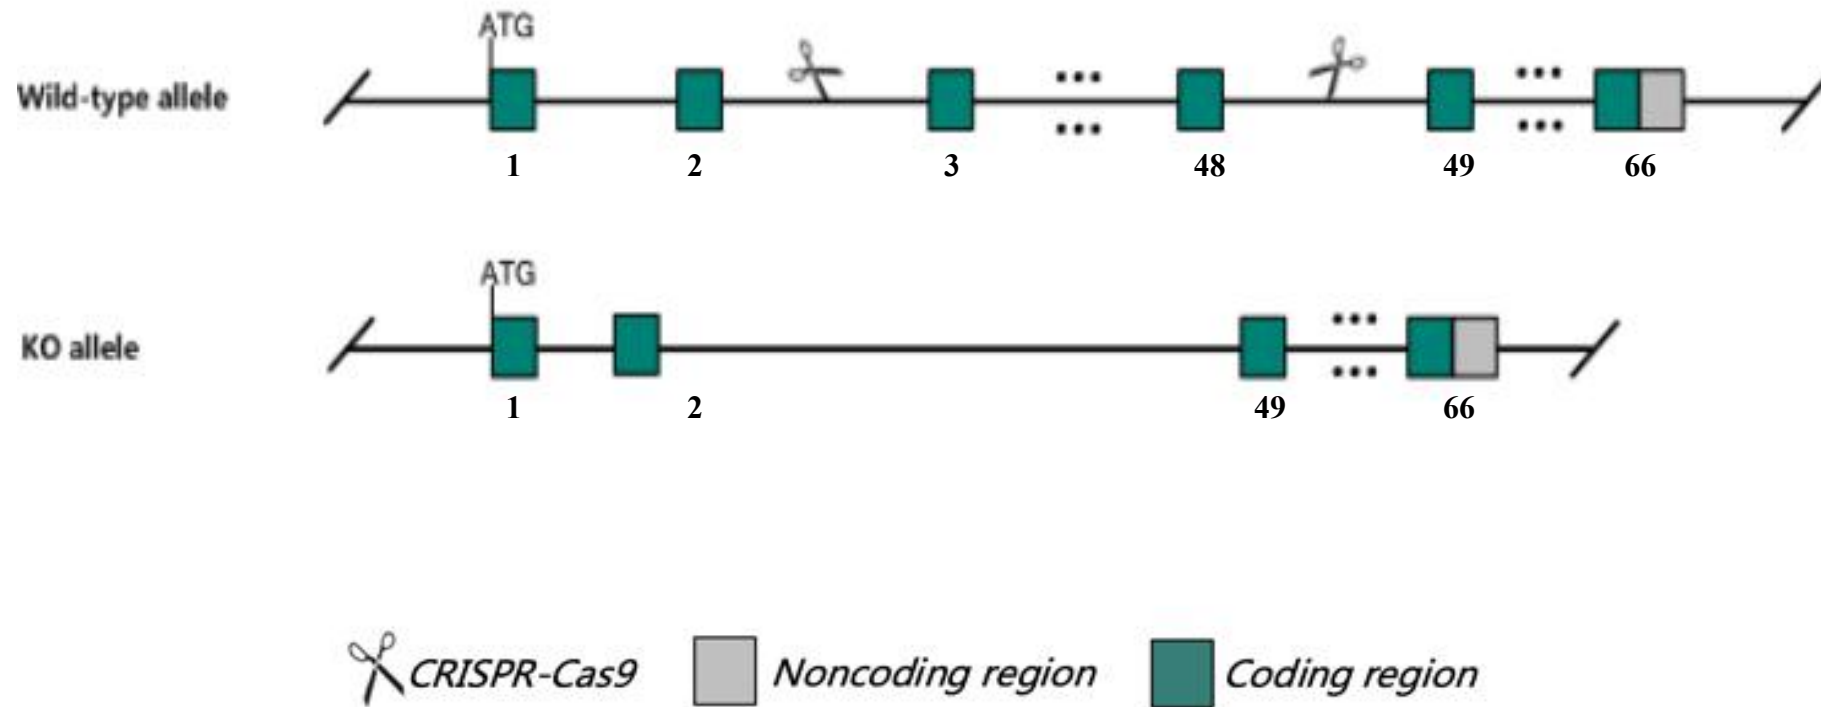 ATG
Wild-type allele
1 2 3 48 49 66
ATG
KO allele
1 2 49 66
CRISPR-Cas9 Noncoding region Coding region